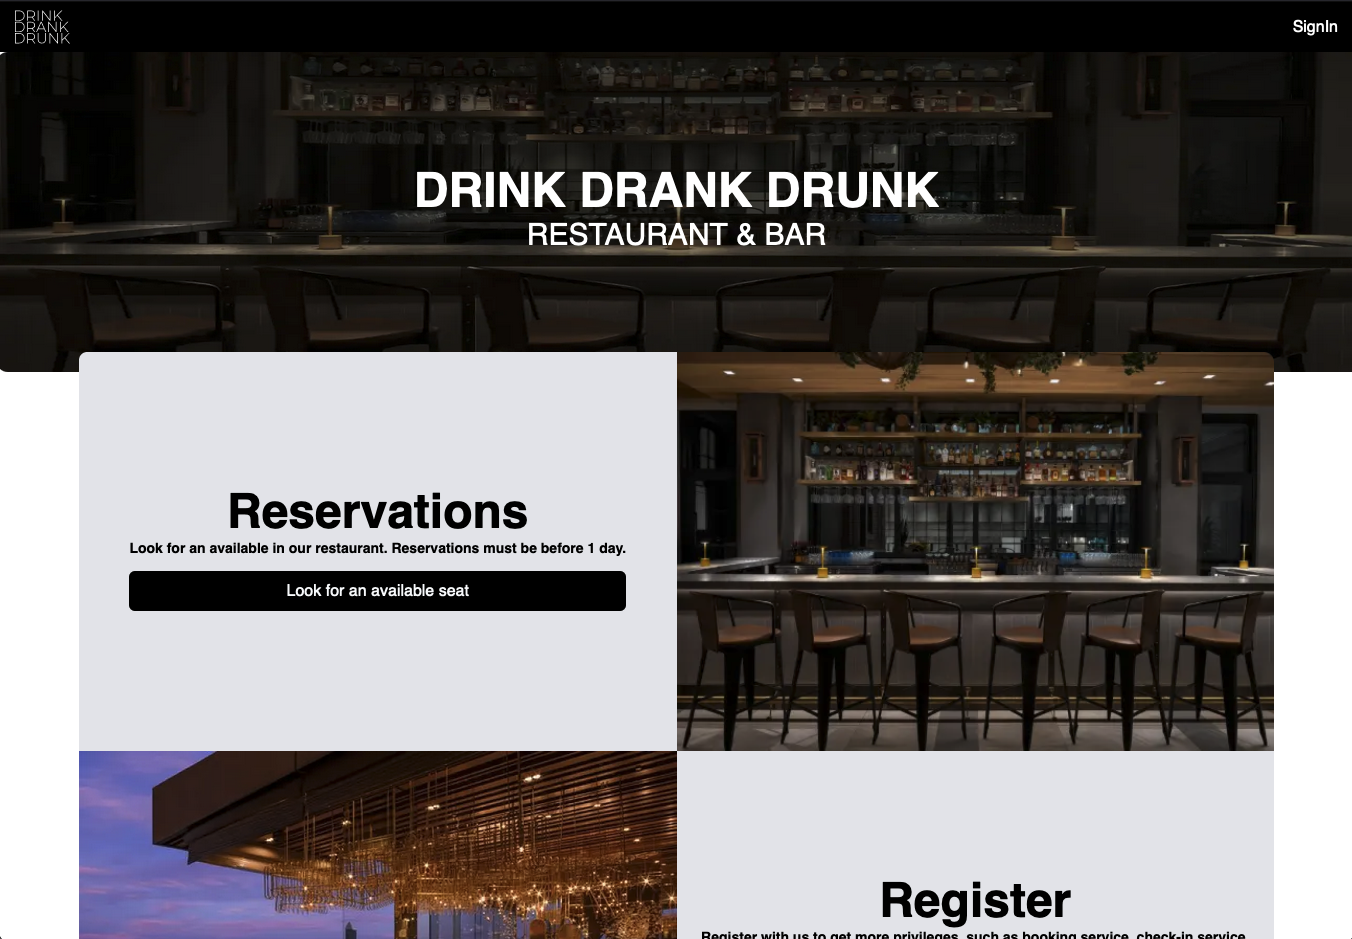 DRINK
DRANK
DRUNK
SignIn
DRINK DRANK DRUNK
RESTAURANT & BAR
Reservations
Look for an available in our restaurant. Reservations must be before 1 day.
Look for an available seat
Register
Register with us to get more privileges, such as booking service, check-in service